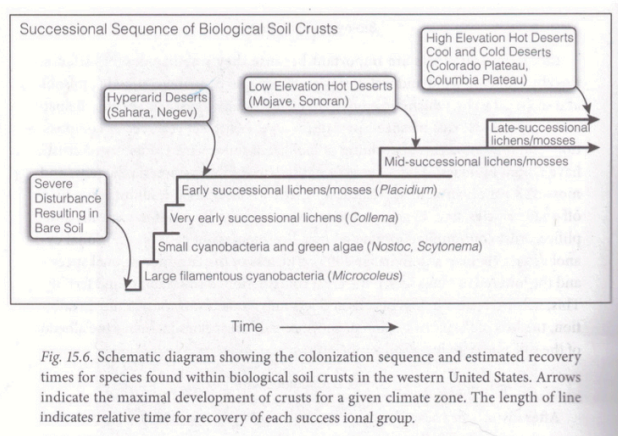 Successional Sequence of Biological Soil Crusts
High Elevation Hot Deserts
Cool and Cold Deserts
(Colorado Plateau,
Columbia Plateau)
Low Elevation Hot Deserts
(Mojave, Sonoran)
Hyperarid Deserts
(Sahara, Negev)
Late-successional
lichens/mosses
Mid-successional lichens/mosses
Severe
Disturbance
Resulting in
Bare Soil
Early successional lichens/mosses (Placidium)
Very early successional lichens (Collema)
Small cyanobacteria and green algae (Nostoc, Scytonema)
Large filamentous cyanobacteria (Microcoleus)
Time
Fig. 15.6. Schematic diagram showing the colonization sequence and estimated recovery
times for species found within biological soil crusts in the western United States. Arrows
indicate the maximal development of crusts for a given climate zone. The length of line
indicates relative time for recovery of each success ional group.